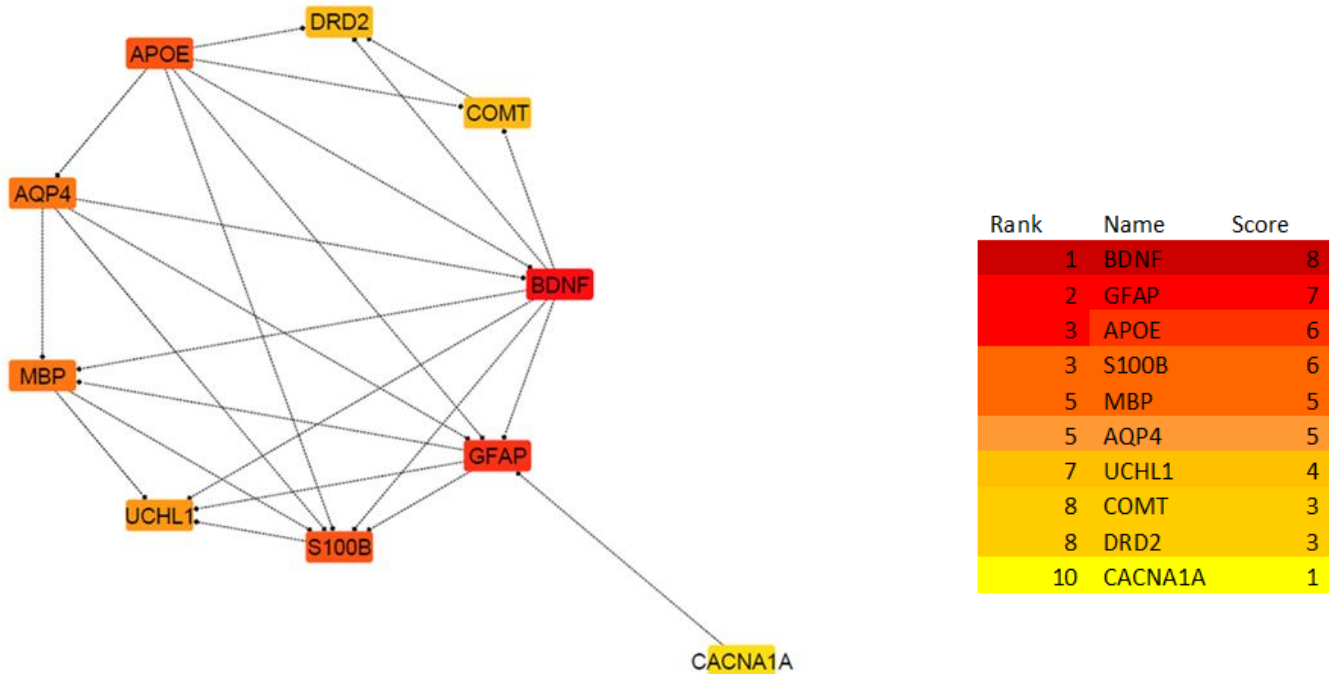 DRD2
APOE
COMT
AQP4
BDNF
MBP
GFAP
UCHL1
S100B
CACNA1A
Rank Name Score
1 BDNF 8
2 GFAP 7
3 APOE 6
3 S100B 6
5 MBP 5
5 AQP4 5
7 UCHL1 4
8 COMT 3
8 DRD2 3
10 CACNA1A 1